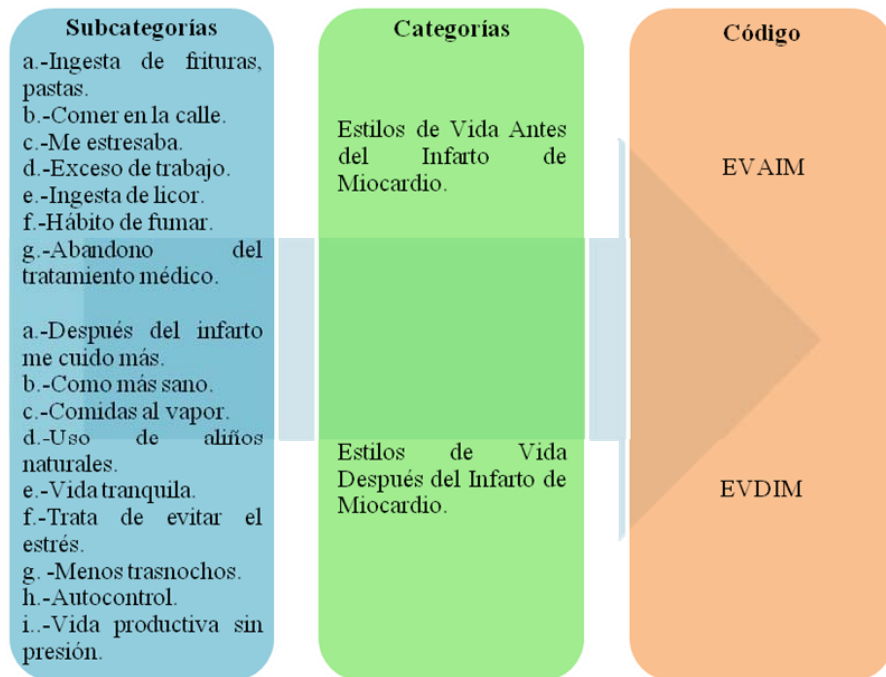 Subcategorías
a.-Ingesta de frituras,
pastas.
b.-Comer en la calle.
c.-Me estresaba.
d.-Exceso de trabajo.
e.-Ingesta de licor.
f.-Hábito de fumar.
g.-Abandono del
tratamiento médico.
a.-Después del infarto
me cuido más.
b.-Como más sano.
c.-Comidas al vapor.
d.-Uso de aliños
naturales.
e.-Vida tranquila.
f.-Trata de evitar el
estrés.
g. -Menos trasnochos.
h.-Autocontrol.
i..-Vida productiva sin
presión.
Categorías
Estilos de Vida Antes
del Infarto de
Miocardio.
Estilos de Vida
Después del Infarto de
Miocardio.
Código
EVAIM
EVDIM